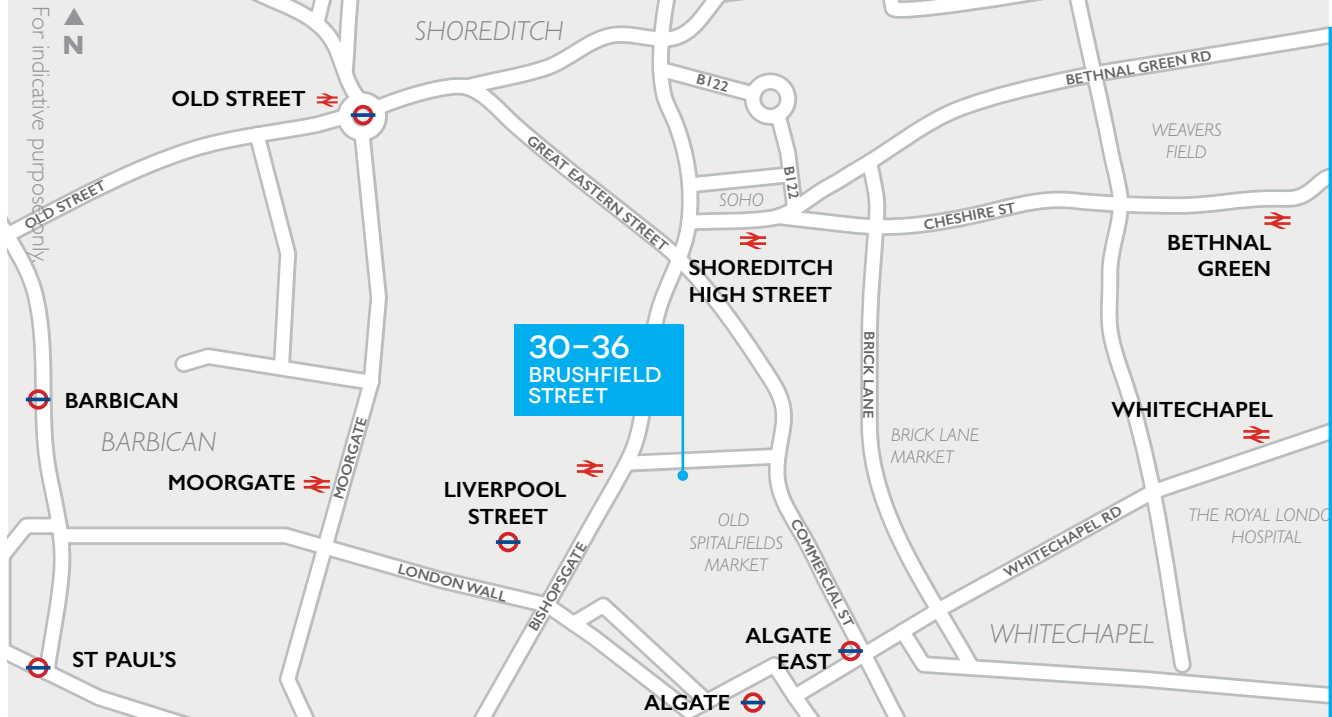 For indicative purposes only.
N
SHOREDITCH
OLD STREET
B122
BETHNAL GREEN RD
WEAVERS
FIELD
GREAT EASTERN STREET
B122
OLD STREET
SOHO
CHESHIRE ST
SHOREDITCH
HIGH STREET
BETHNAL
GREEN
30–36
BRUSHFIELD
STREET
BRICK LANE
BARBICAN
BARBICAN
WHITECHAPEL
BRICK LANE
MARKET
MOORGATE
MOORGATE
LIVERPOOL
STREET
OLD
SPITALFIELDS
MARKET
COMMERCIAL ST
WHITECHAPEL RD
THE ROYAL LONDO
HOSPITAL
LONDON WALL
BISHOPSGATE
ALGATE
EAST
WHITECHAPEL
ST PAUL'S
ALGATE